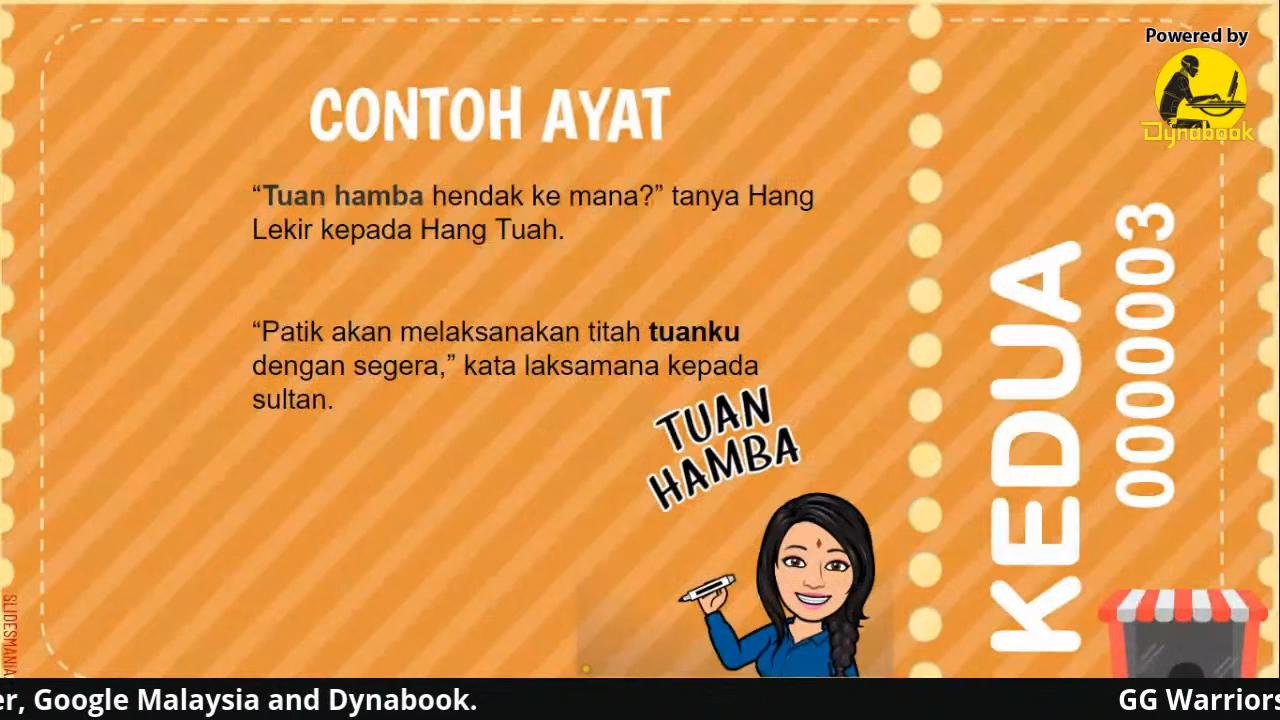 Powered by
Dynabook
CONTOH AYAT
“Tuan hamba hendak ke mana?” tanya Hang
Lekir kepada Hang Tuah.
“Patik akan melaksanakan titah tuanku
dengan segera,” kata laksamana kepada
sultan.
TUAN
HAMBA
KEDUA
0000003
SLIDESMANIA
er, Google Malaysia and Dynabook.
GG Warriors